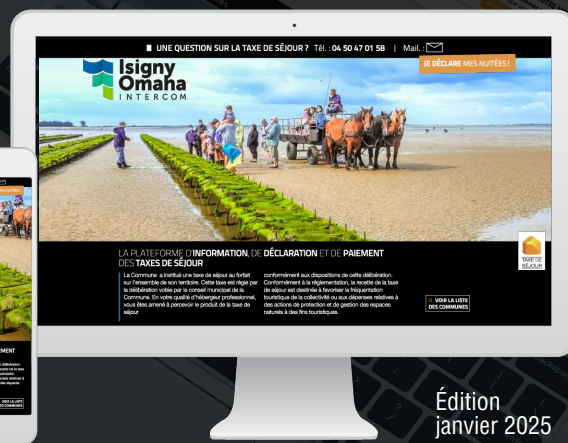 UNE QUESTION SUR LA TAXE DE SÉJOUR ? Tél. : 04 50 47 01 58 | Mail. :
JE DÉCLARE MES NUITÉES !
Isigny
Omaha
INTERCOM
LA PLATEFORME D'INFORMATION, DE DÉCLARATION ET DE PAIEMENT
DES TAXES DE SÉJOUR
La Commune a institué une taxe de séjour au forfait
sur l'ensemble de son territoire. Cette taxe est régie par
la délibération votée par le conseil municipal de la
Commune. En votre qualité d'hébergeur professionnel,
vous êtes amené à percevoir le produit de la taxe de
séjour
conformément aux dispositions de cette délibération.
Conformément à la réglementation, la recette de la taxe
de séjour est destinée à favoriser la fréquentation
touristique de la collectivité ou aux dépenses relatives à
des actions de protection et de gestion des espaces
naturels à des fins touristiques.
TAXE DE
SÉJOUR
VOIR LA LISTE
DES COMMUNES
Édition
janvier 2025